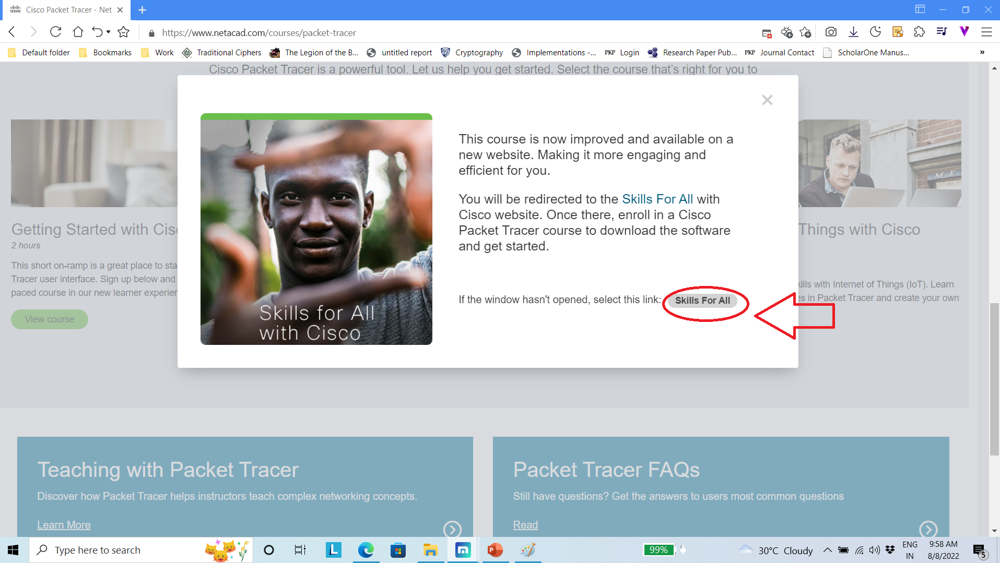 Cisco Packet Tracer - Net
https://www.netacad.com/courses/packet-tracer
Default folder Bookmarks Work Traditional Ciphers The Legion of the B... untitled report Cryptography Implementations -... PKP Login Research Paper Pub... PKP Journal Contact ScholarOne Manus... »
Cisco Packet Tracer is a powerful tool. Let us help you get started. Select the course that's right for you to
This course is now improved and available on a
new website. Making it more engaging and
efficient for you.
You will be redirected to the Skills For All with
Cisco website. Once there, enroll in a Cisco
Packet Tracer course to download the software
and get started.
If the window hasn't opened, select this link: Skills For All
Skills for All
with Cisco
Getting Started with Cisc
2 hours
This short on-ramp is a great place to sta
Tracer user interface. Sign up below and
paced course in our new learner experien
View course
ME
Things with Cisco
kills with Internet of Things (IoT). Learn
es in Packet Tracer and create your own
Teaching with Packet Tracer
Discover how Packet Tracer helps instructors teach complex networking concepts.
Learn More
Packet Tracer FAQs
Still have questions? Get the answers to users most common questions
Read
Type here to search
99%
30°C Cloudy
ENG
IN
9:58 AM
8/8/2022
5